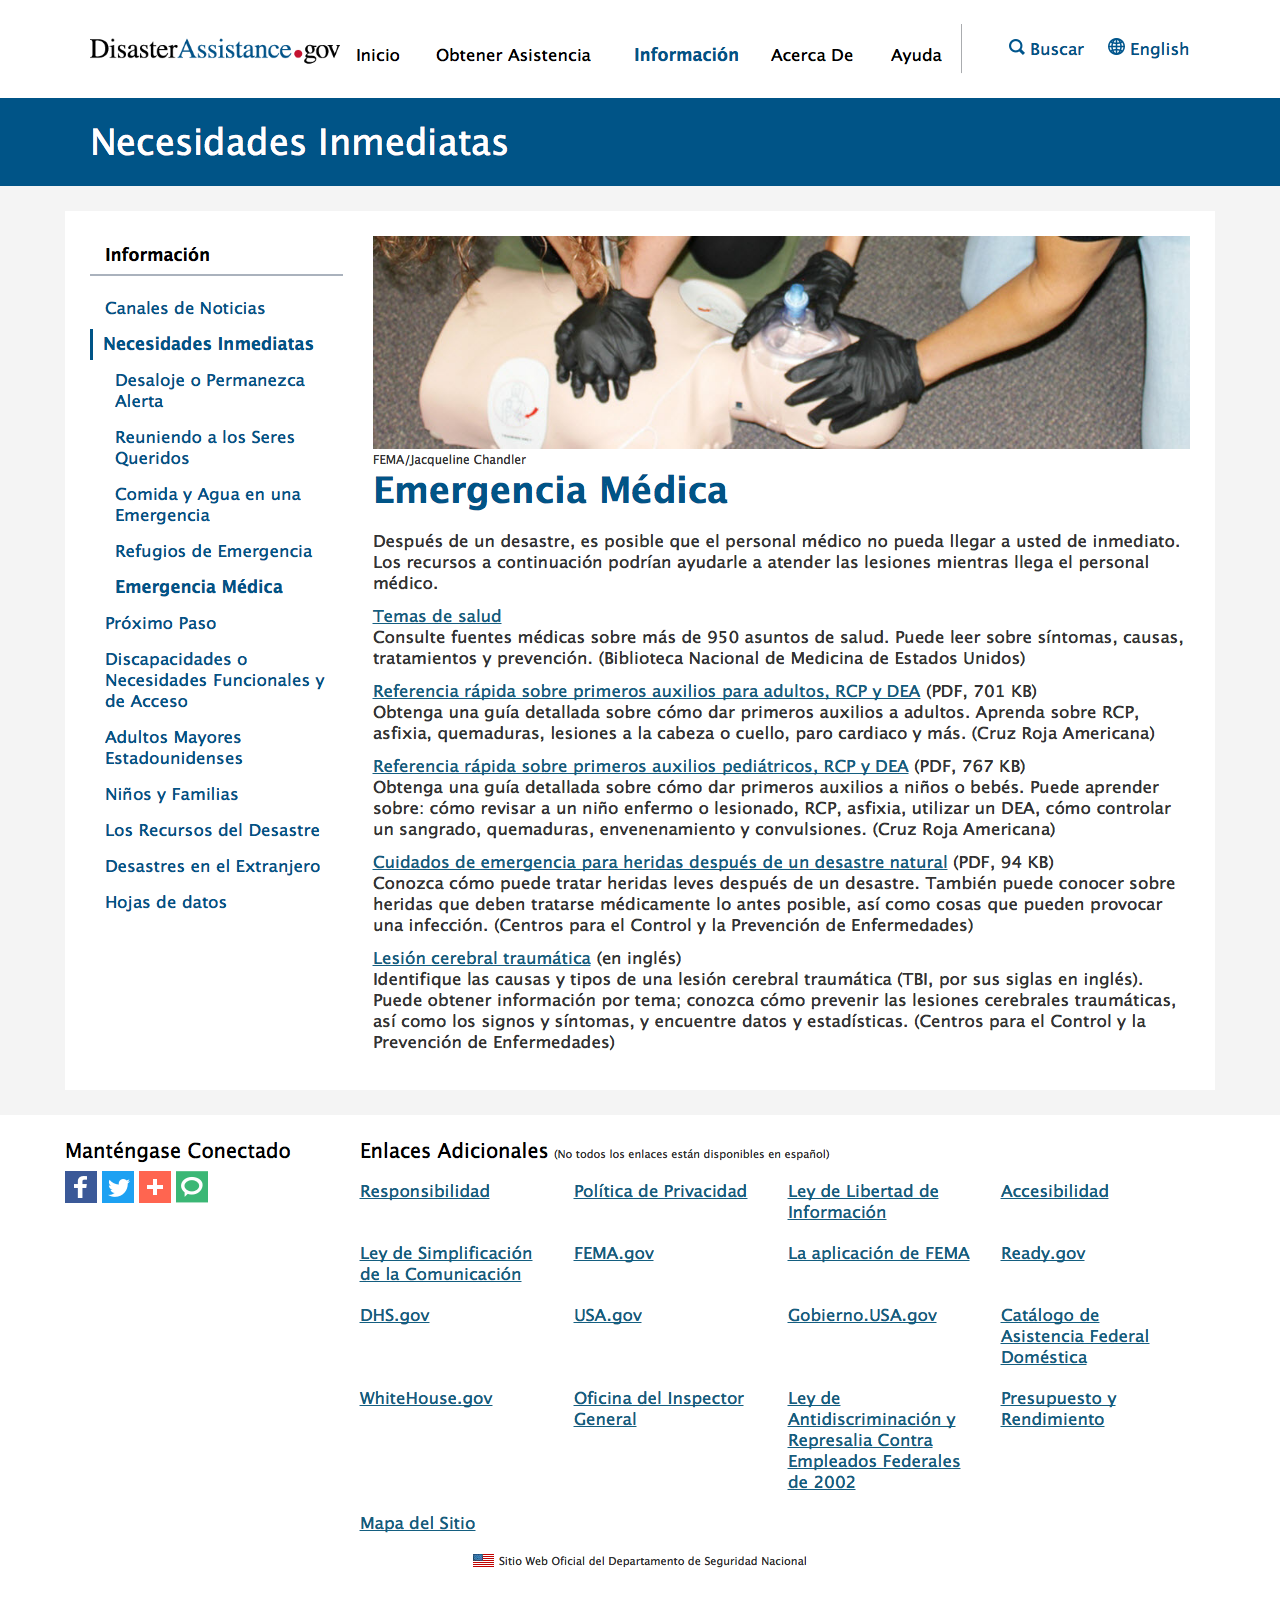 DisasterAssistance.gov
Inicio
Obtener Asistencia
Información
Acerca De
Ayuda
Buscar
English
Necesidades Inmediatas
Información
Canales de Noticias
Necesidades Inmediatas
Desaloje o Permanezca
Alerta
Reuniendo a los Seres
Queridos
Comida y Agua en una
Emergencia
Refugios de Emergencia
Emergencia Médica
Próximo Paso
Discapacidades o
Necesidades Funcionales y
de Acceso
Adultos Mayores
Estadounidenses
Niños y Familias
Los Recursos del Desastre
Desastres en el Extranjero
Hojas de datos
FEMA/Jacqueline Chandler
Emergencia Médica
Después de un desastre, es posible que el personal médico no pueda llegar a usted de inmediato.
Los recursos a continuación podrían ayudarle a atender las lesiones mientras llega el personal
médico.
Temas de salud
Consulte fuentes médicas sobre más de 950 asuntos de salud. Puede leer sobre síntomas, causas,
tratamientos y prevención. (Biblioteca Nacional de Medicina de Estados Unidos)
Referencia rápida sobre primeros auxilios para adultos, RCP y DEA (PDF, 701 KB)
Obtenga una guía detallada sobre cómo dar primeros auxilios a adultos. Aprenda sobre RCP,
asfixia, quemaduras, lesiones a la cabeza o cuello, paro cardiaco y más. (Cruz Roja Americana)
Referencia rápida sobre primeros auxilios pediátricos, RCP y DEA (PDF, 767 KB)
Obtenga una guía detallada sobre cómo dar primeros auxilios a niños o bebés. Puede aprender
sobre: cómo revisar a un niño enfermo o lesionado, RCP, asfixia, utilizar un DEA, cómo controlar
un sangrado, quemaduras, envenenamiento y convulsiones. (Cruz Roja Americana)
Cuidados de emergencia para heridas después de un desastre natural (PDF, 94 KB)
Conozca cómo puede tratar heridas leves después de un desastre. También puede conocer sobre
heridas que deben tratarse médicamente lo antes posible, así como cosas que pueden provocar
una infección. (Centros para el Control y la Prevención de Enfermedades)
Lesión cerebral traumática (en inglés)
Identifique las causas y tipos de una lesión cerebral traumática (TBI, por sus siglas en inglés).
Puede obtener información por tema; conozca cómo prevenir las lesiones cerebrales traumáticas,
así como los signos y síntomas, y encuentre datos y estadísticas. (Centros para el Control y la
Prevención de Enfermedades)
Manténgase Conectado
Enlaces Adicionales (No todos los enlaces están disponibles en español)
Responsibilidad
Política de Privacidad
Ley de Libertad de
Información
Accesibilidad
Ley de Simplificación
de la Comunicación
FEMA.gov
La aplicación de FEMA
Ready.gov
DHS.gov
USA.gov
Gobierno.USA.gov
Catálogo de
Asistencia Federal
Doméstica
WhiteHouse.gov
Oficina del Inspector
General
Ley de
Antidiscriminación y
Represalia Contra
Empleados Federales
de 2002
Presupuesto y
Rendimiento
Mapa del Sitio
Sitio Web Oficial del Departamento de Seguridad Nacional